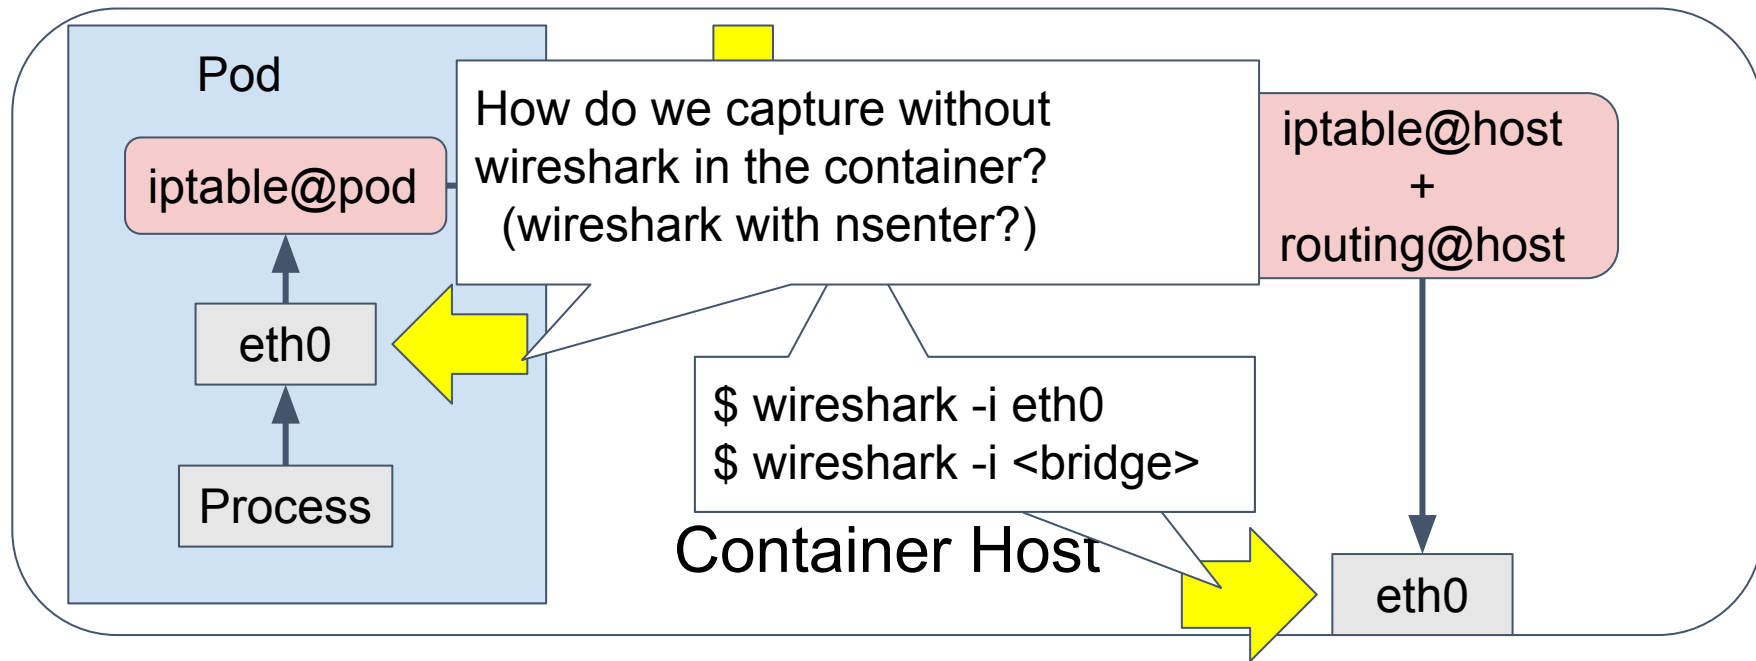 Pod
How do we capture without
wireshark in the container?
(wireshark with nsenter?)
iptable@pod
eth0
Process
iptable@host
+
routing@host
$ wireshark -i eth0
$ wireshark -i <bridge>
Container Host
eth0